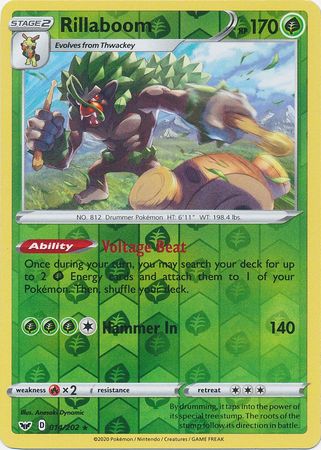 STAGE 2 Rillaboom HP 170
Evolves from Thwackey
NO. 812 Drummer Pokémon HT: 6'11" WT: 198.4 lbs.
Ability Voltage Beat
Once during your turn, you may search your deck for up
to 2 Energy cards and attach them to 1 of your
Pokémon. Then, shuffle your deck.
Hammer In 140
weakness ×2 resistance retreat
Illus. Anesaki Dynamic
D 014/202 ★
By drumming, it taps into the power of
its special tree stump. The roots of the
stump follow its direction in battle.
©2020 Pokémon / Nintendo / Creatures / GAME FREAK